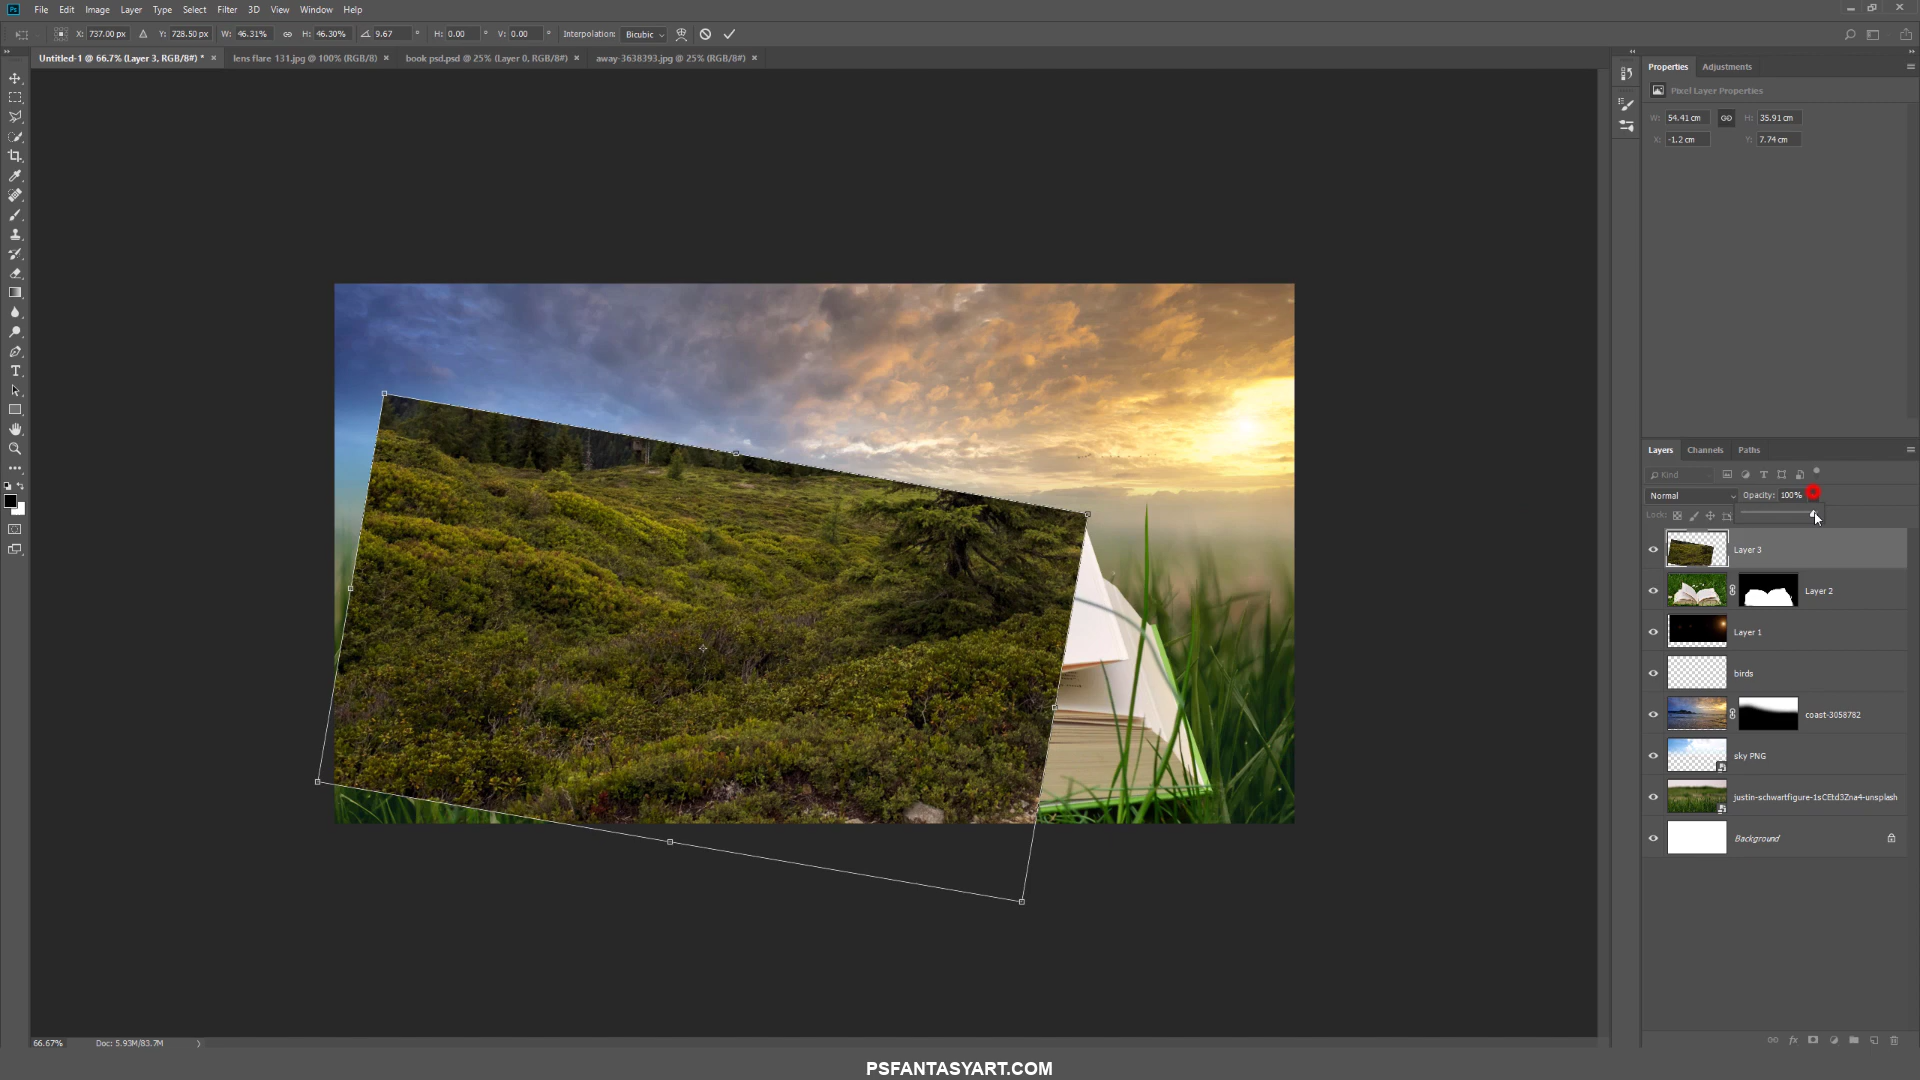 Ps File Edit Image Layer Type Select Filter 3D View Window Help
X: 737.00 px Y: 728.50 px W: 46.31% H: 46.30% 9.67 ° H: 0.00 ° V: 0.00 ° Interpolation: Bicubic
Untitled-1 @ 66.7% (Layer 3, RGB/8#) * × lens flare 131.jpg @ 100% (RGB/8) × book psd.psd @ 25% (Layer 0, RGB/8#) × away-3638393.jpg @ 25% (RGB/8#) ×
Properties Adjustments
Pixel Layer Properties
W: 54.41 cm H: 35.91 cm
X: -1.2 cm Y: 7.74 cm
Layers Channels Paths
Kind
Normal Opacity: 100%
Lock:
Layer 3
Layer 2
Layer 1
birds
coast-3058782
sky PNG
justin-schwartfigure-1sCEtd3Zna4-unsplash
Background
66.67% Doc: 5.93M/83.7M
PSFANTASYART.COM